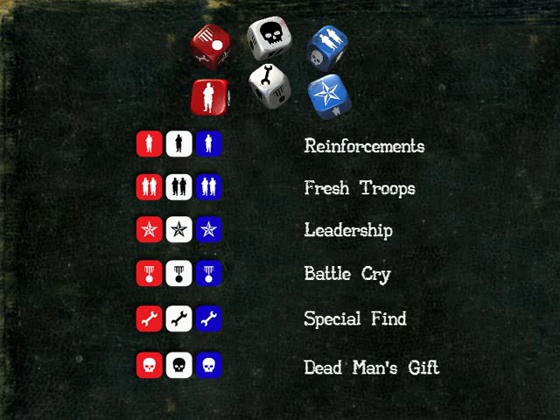 Reinforcements
Fresh Troops
Leadership
Battle Cry
Special Find
Dead Man's Gift